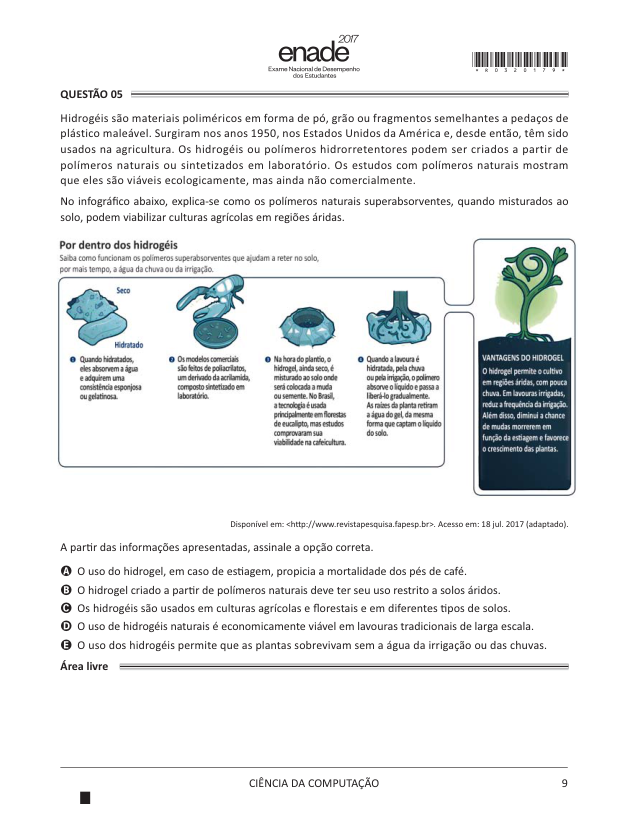 2017
enade
Exame Nacional de Desempenho
dos Estudantes
*R0320179*
QUESTÃO 05
Hidrogéis são materiais poliméricos em forma de pó, grão ou fragmentos semelhantes a pedaços de
plástico maleável. Surgiram nos anos 1950, nos Estados Unidos da América e, desde então, têm sido
usados na agricultura. Os hidrogéis ou polímeros hidrorretentores podem ser criados a partir de
polímeros naturais ou sintetizados em laboratório. Os estudos com polímeros naturais mostram
que eles são viáveis ecologicamente, mas ainda não comercialmente.
No infográfico abaixo, explica-se como os polímeros naturais superabsorventes, quando misturados ao
solo, podem viabilizar culturas agrícolas em regiões áridas.
Por dentro dos hidrogéis
Saiba como funcionam os polímeros superabsorventes que ajudam a reter no solo,
por mais tempo, a água da chuva ou da irrigação.
Seco
Hidratado
1 Quando hidratados,
eles absorvem a água
e adquirem uma
consistência esponjosa
ou gelatinosa.
2 Os modelos comerciais
são feitos de poliacrilatos,
um derivado da acrilamida,
composto sintetizado em
laboratório.
3 Na hora do plantio, o
hidrogel, ainda seco, é
misturado ao solo onde
será colocada a muda
ou semente. No Brasil,
a tecnologia é usada
principalmente em florestas
de eucalipto, mas estudos
comprovaram sua
viabilidade na cafeicultura.
4 Quando a lavoura é
hidratada, pela chuva
ou pela irrigação, o polímero
absorve o líquido e passa a
liberá-lo gradualmente.
As raízes da planta retiram
a água do gel, da mesma
forma que captam o líquido
do solo.
VANTAGENS DO HIDROGEL
O hidrogel permite o cultivo
em regiões áridas, com pouca
chuva. Em lavouras irrigadas,
reduz a frequência da irrigação.
Além disso, diminui a chance
de mudas morrerem em
função da estiagem e favorece
o crescimento das plantas.
Disponível em: <http://www.revistapesquisa.fapesp.br>. Acesso em: 18 jul. 2017 (adaptado).
A partir das informações apresentadas, assinale a opção correta.
A O uso do hidrogel, em caso de estiagem, propicia a mortalidade dos pés de café.
B O hidrogel criado a partir de polímeros naturais deve ter seu uso restrito a solos áridos.
C Os hidrogéis são usados em culturas agrícolas e florestais e em diferentes tipos de solos.
D O uso de hidrogéis naturais é economicamente viável em lavouras tradicionais de larga escala.
E O uso dos hidrogéis permite que as plantas sobrevivam sem a água da irrigação ou das chuvas.
Área livre
CIÊNCIA DA COMPUTAÇÃO
9